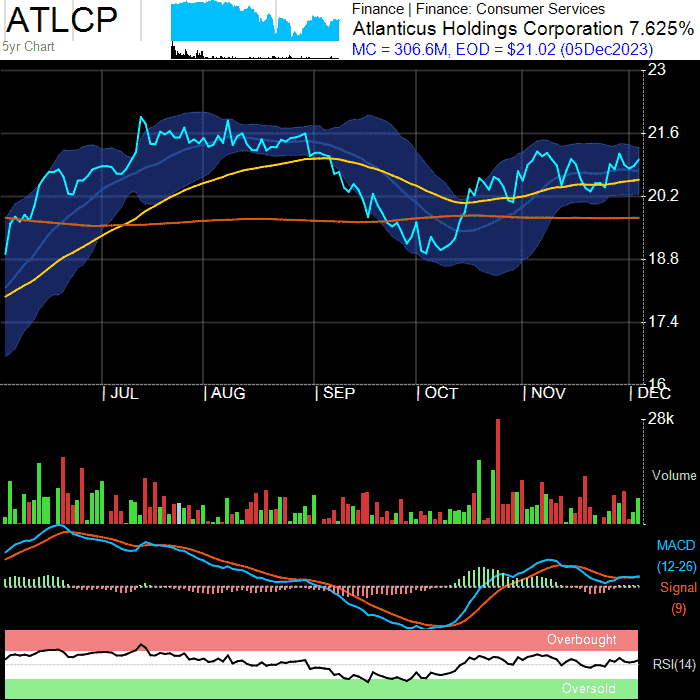 ATLCP
5yr Chart
Finance | Finance: Consumer Services
Atlanticus Holdings Corporation 7.625%
MC = 306.6M, EOD = $21.02 (05Dec2023)
23
21.6
20.2
18.8
17.4
16
JUL
AUG
SEP
OCT
NOV
DEC
28k
Volume
MACD
(12-26)
Signal
(9)
Overbought
RSI(14)
Oversold